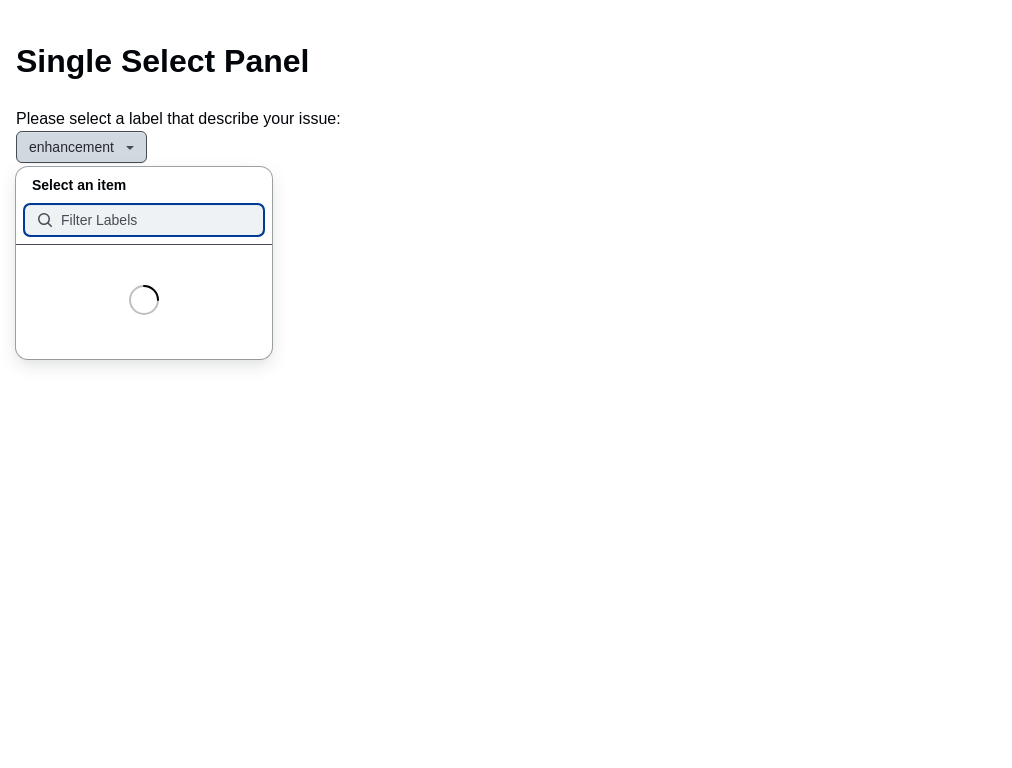 Single Select Panel
Please select a label that describe your issue:
enhancement
Select an item
Filter Labels